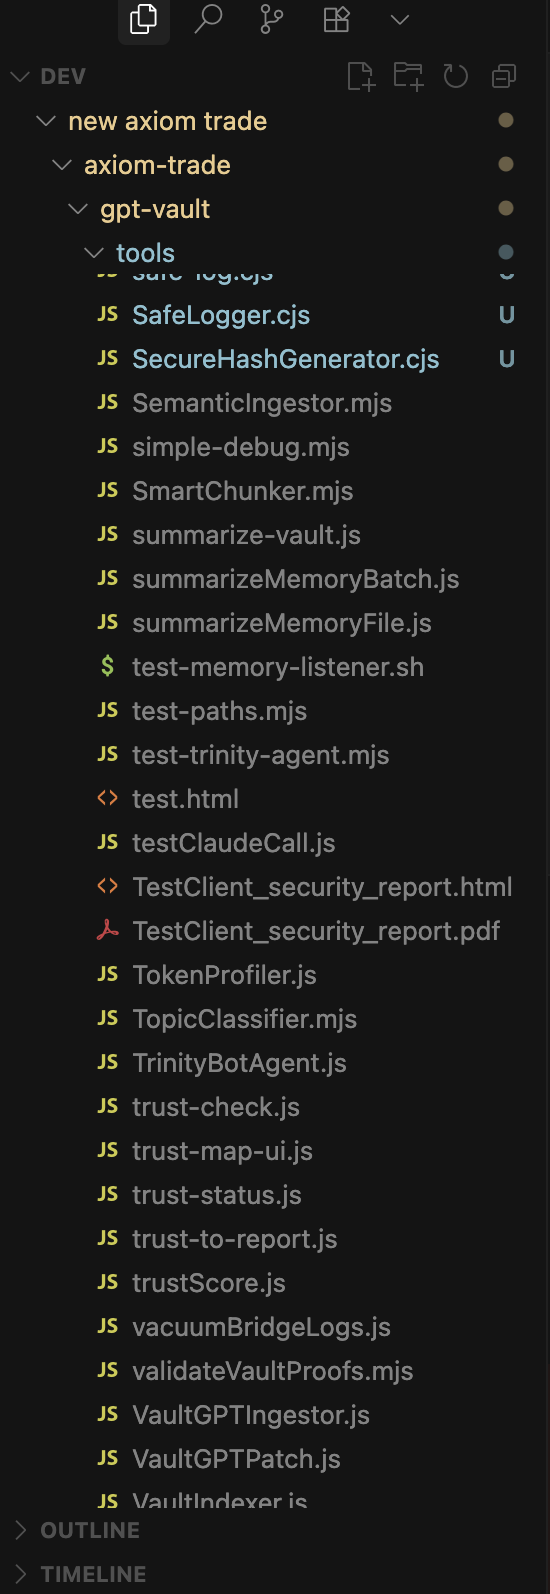 DEV
new axiom trade
axiom-trade
gpt-vault
tools
JS safe-log.cjs U
JS SafeLogger.cjs U
JS SecureHashGenerator.cjs U
JS SemanticIngestor.mjs
JS simple-debug.mjs
JS SmartChunker.mjs
JS summarize-vault.js
JS summarizeMemoryBatch.js
JS summarizeMemoryFile.js
$ test-memory-listener.sh
JS test-paths.mjs
JS test-trinity-agent.mjs
<> test.html
JS testClaudeCall.js
<> TestClient_security_report.html
TestClient_security_report.pdf
JS TokenProfiler.js
JS TopicClassifier.mjs
JS TrinityBotAgent.js
JS trust-check.js
JS trust-map-ui.js
JS trust-status.js
JS trust-to-report.js
JS trustScore.js
JS vacuumBridgeLogs.js
JS validateVaultProofs.mjs
JS VaultGPTIngestor.js
JS VaultGPTPatch.js
JS VaultIndexer.js
OUTLINE
TIMELINE